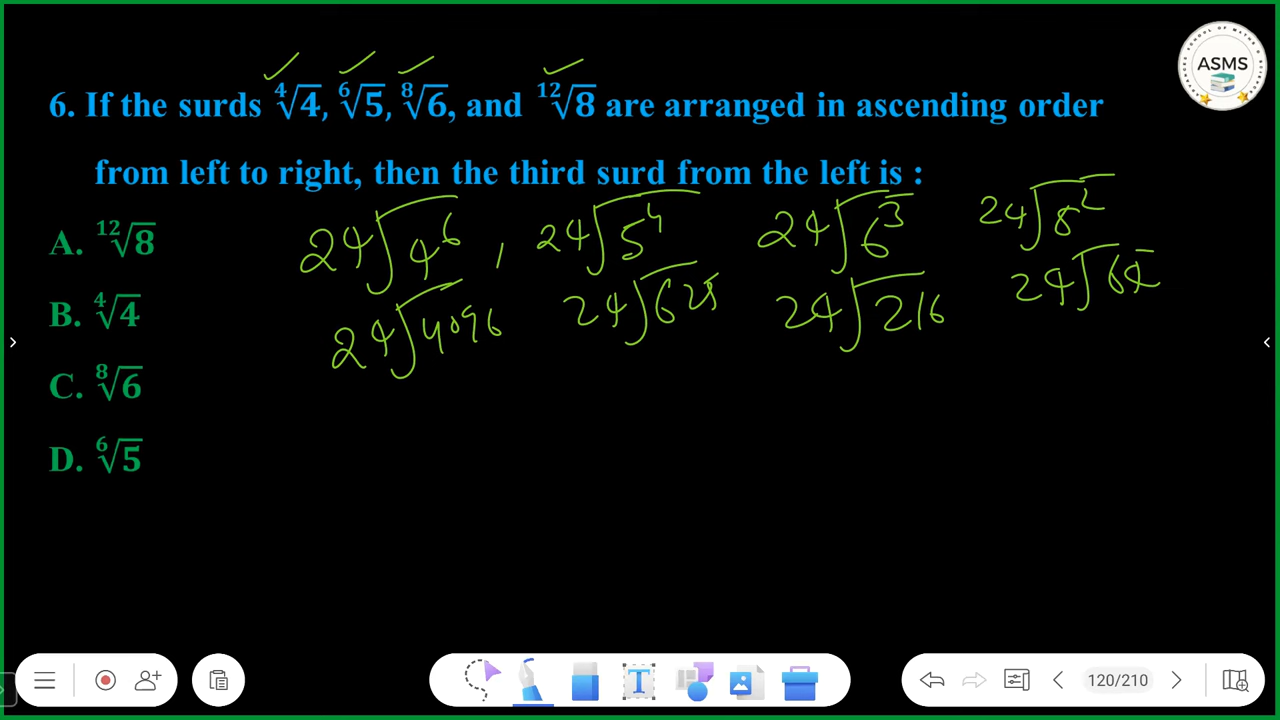 ASMS
6. If the surds ⁴√4, ⁶√5, ⁸√6, and ¹²√8 are arranged in ascending order
from left to right, then the third surd from the left is :
A. ¹²√8
B. ⁴√4
C. ⁸√6
D. ⁶√5
24√4⁶ , 24√5⁴ 24√6³ 24√8²
24√4096 24√625 24√216 24√64
120/210